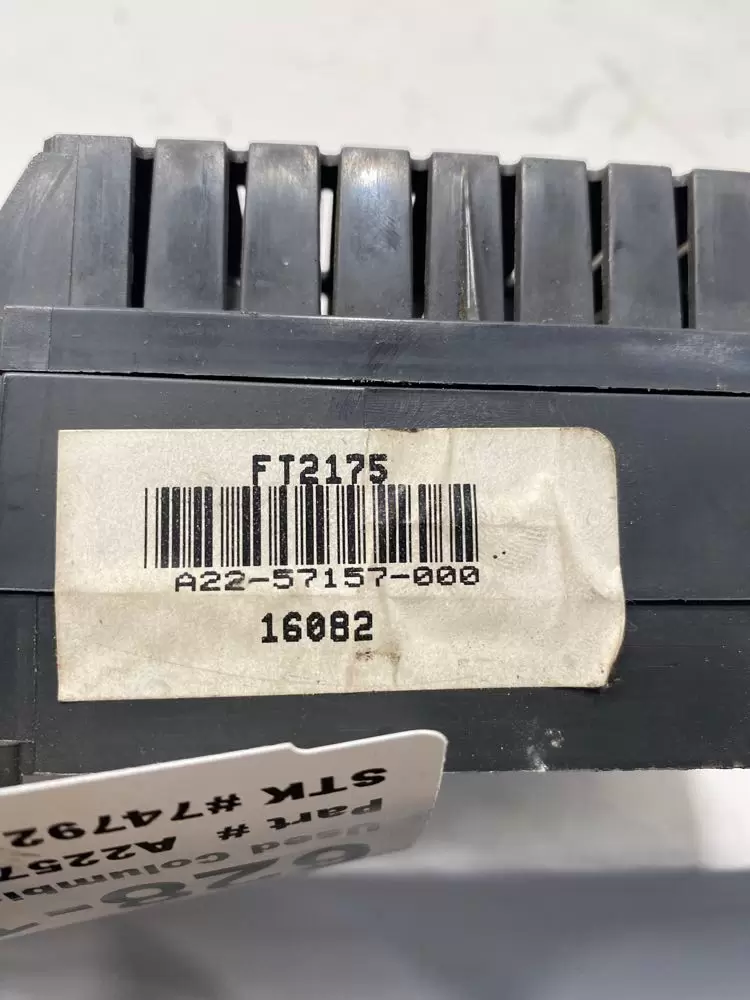 FT2175
A22-57157-000
16082
STK #74792
Part # A2257
Used Columbi
628-